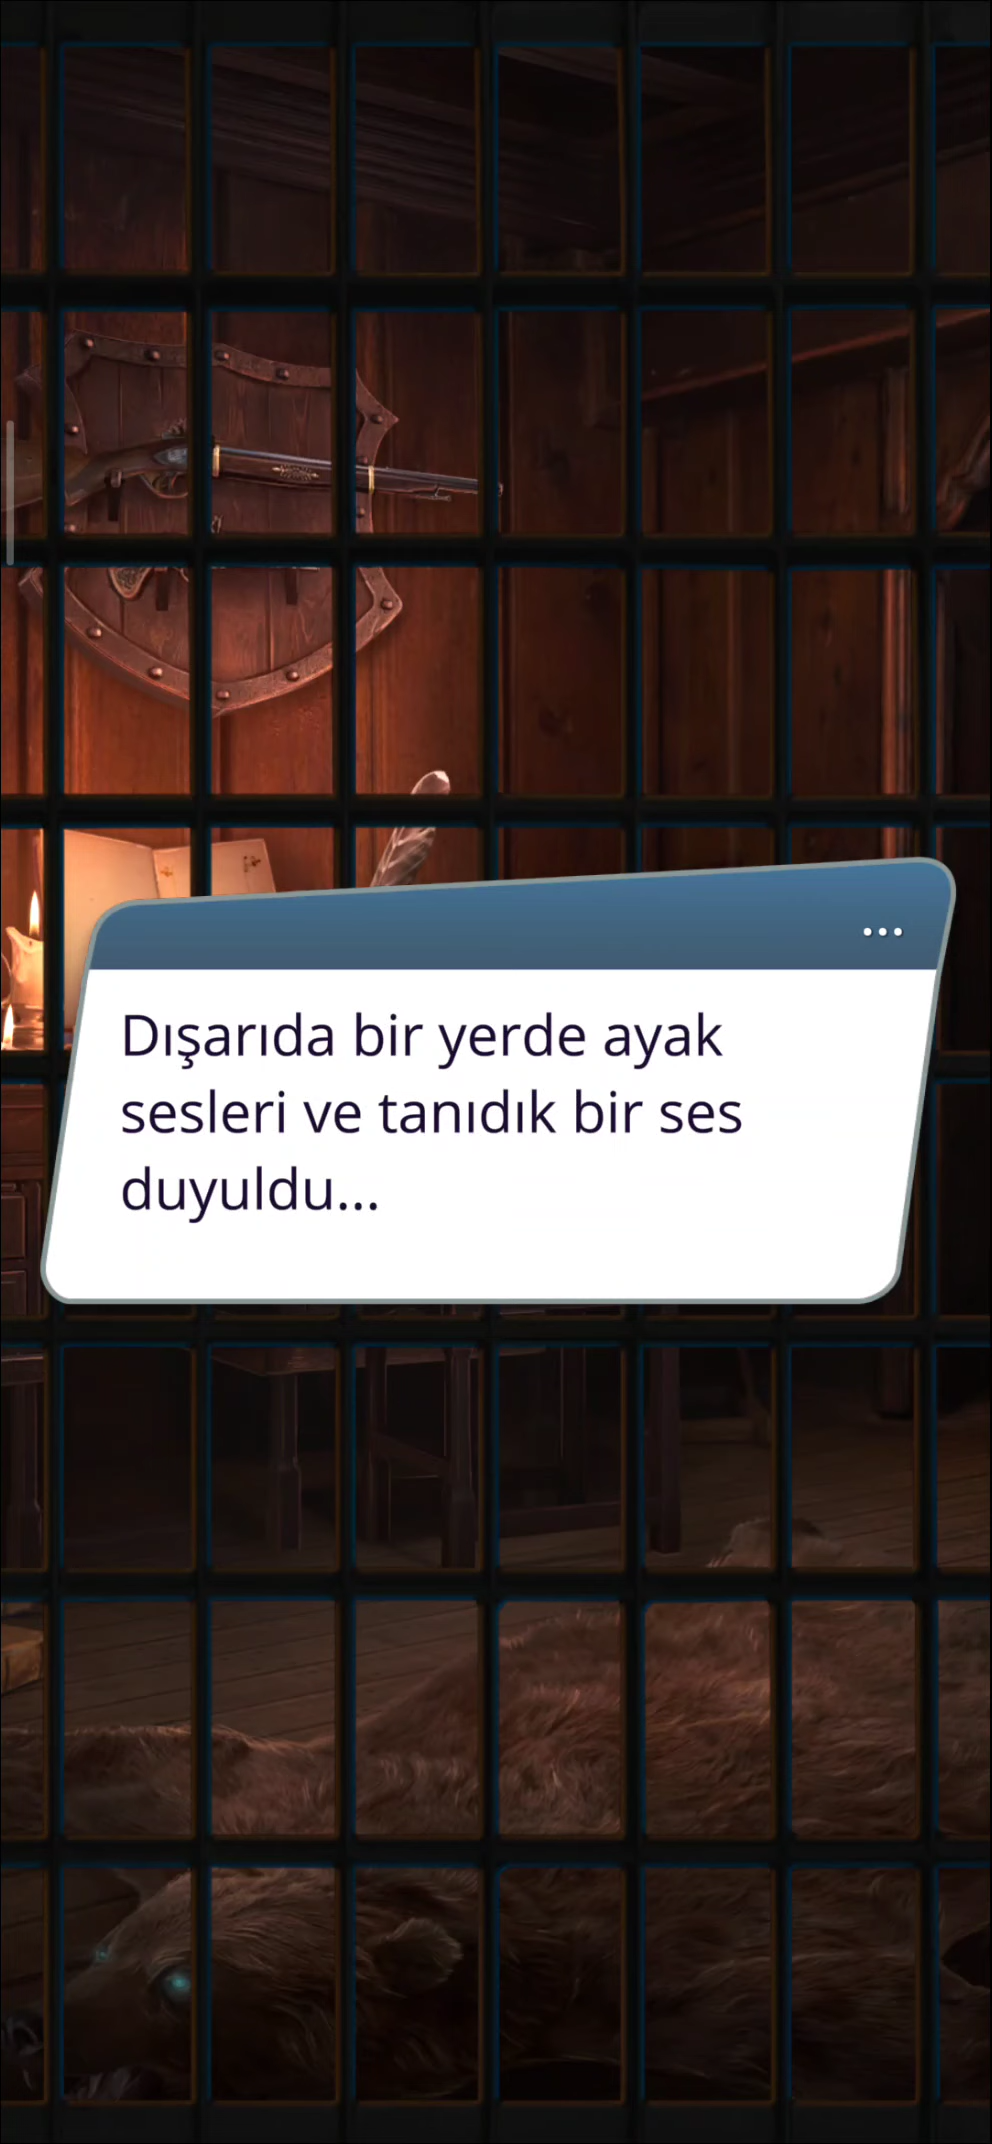 Dışarıda bir yerde ayak
sesleri ve tanıdık bir ses
duyuldu...